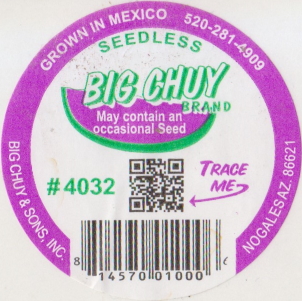 GROWN IN MEXICO 520-281-4909
SEEDLESS
BIG CHUY
BRAND
May contain an
occasional Seed
#4032
TRACE
ME
BIG CHUY & SONS, INC.
NOGALES AZ. 86621
8 14570 01000 6